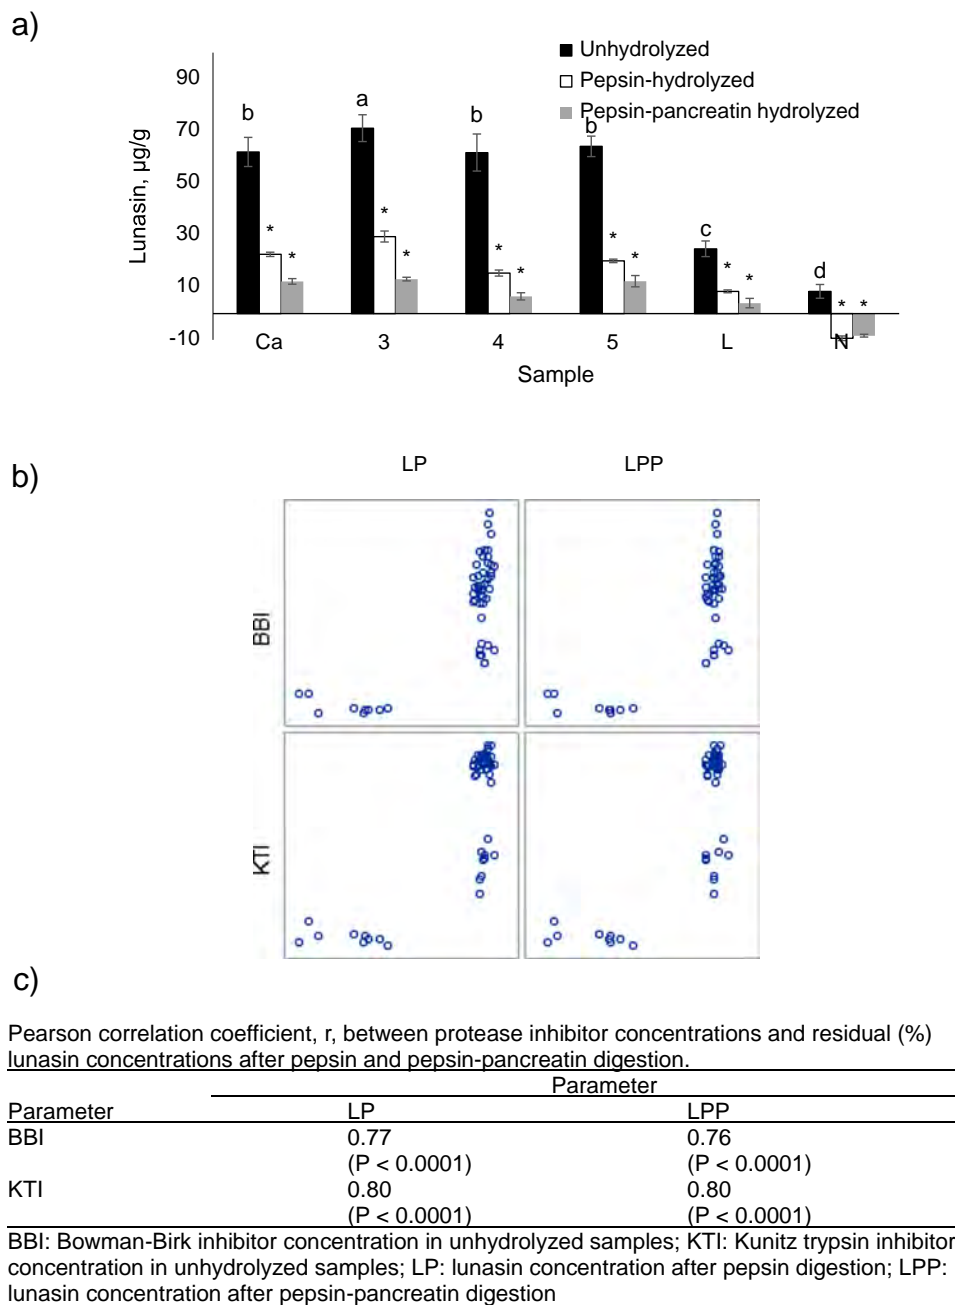 a)
Unhydrolyzed
Pepsin-hydrolyzed
Pepsin-pancreatin hydrolyzed
Lunasin, µg/g
90
70
50
30
10
-10
b
a
b
b
c
d
* *
* *
* *
* *
* *
* *
Ca 3 4 5 L N
Sample
b)
LP LPP
BBI
KTI
c)
Pearson correlation coefficient, r, between protease inhibitor concentrations and residual (%)
lunasin concentrations after pepsin and pepsin-pancreatin digestion.
Parameter
Parameter LP LPP
BBI 0.77 0.76
(P < 0.0001) (P < 0.0001)
KTI 0.80 0.80
(P < 0.0001) (P < 0.0001)
BBI: Bowman-Birk inhibitor concentration in unhydrolyzed samples; KTI: Kunitz trypsin inhibitor
concentration in unhydrolyzed samples; LP: lunasin concentration after pepsin digestion; LPP:
lunasin concentration after pepsin-pancreatin digestion